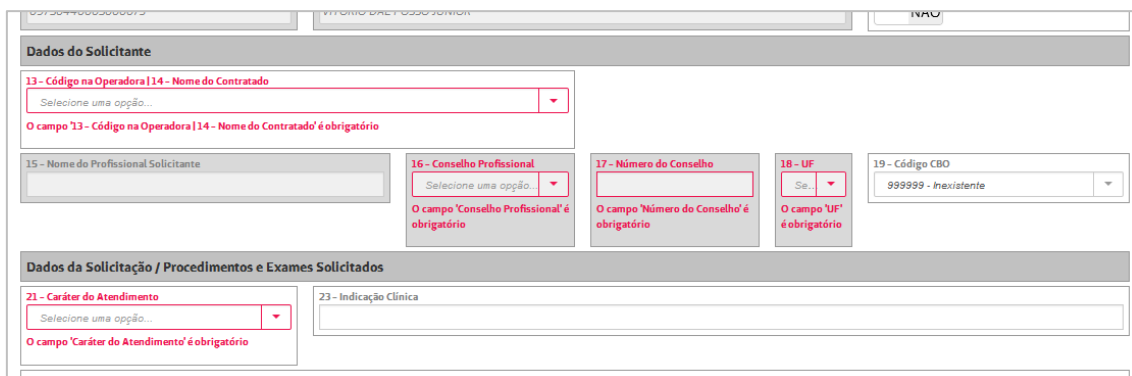 NÃO
Dados do Solicitante
13 - Código na Operadora | 14 - Nome do Contratado
Selecione uma opção...
O campo '13 - Código na Operadora | 14 - Nome do Contratado' é obrigatório
15 - Nome do Profissional Solicitante
16 - Conselho Profissional
17 - Número do Conselho
18 - UF
19 - Código CBO
Selecione uma opção...
Se...
999999 - Inexistente
O campo 'Conselho Profissional' é
obrigatório
O campo 'Número do Conselho' é
obrigatório
O campo 'UF'
é obrigatório
Dados da Solicitação / Procedimentos e Exames Solicitados
21 - Caráter do Atendimento
23 - Indicação Clínica
Selecione uma opção...
O campo 'Caráter do Atendimento' é obrigatório